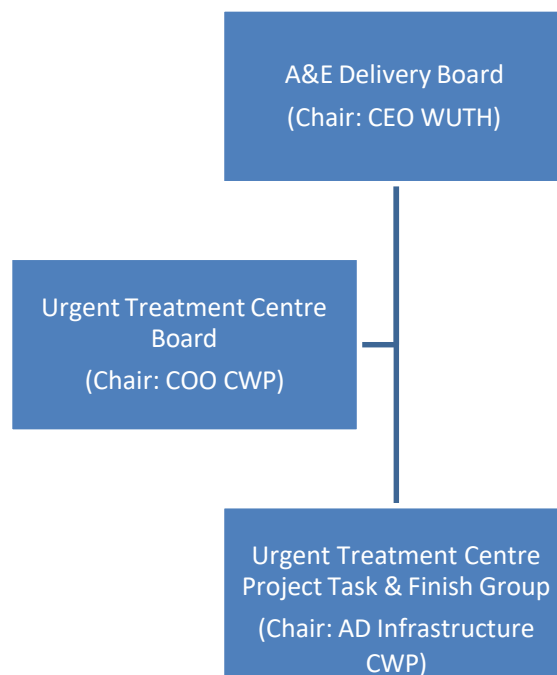 A&E Delivery Board
(Chair: CEO WUTH)
Urgent Treatment Centre
Board
(Chair: COO CWP)
Urgent Treatment Centre
Project Task & Finish Group
(Chair: AD Infrastructure
CWP)